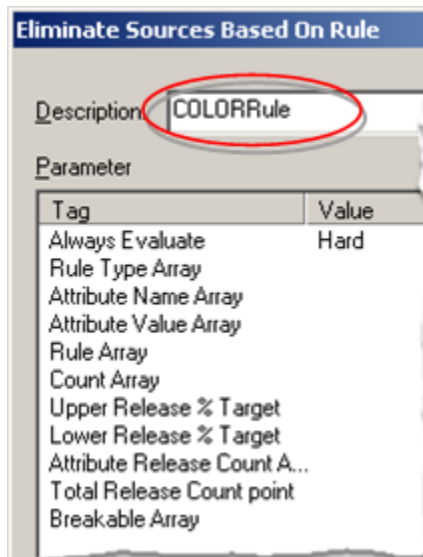 Eliminate Sources Based On Rule
Description COLORRule
Parameter
Tag Value
Always Evaluate Hard
Rule Type Array
Attribute Name Array
Attribute Value Array
Rule Array
Count Array
Upper Release % Target
Lower Release % Target
Attribute Release Count A...
Total Release Count point
Breakable Array